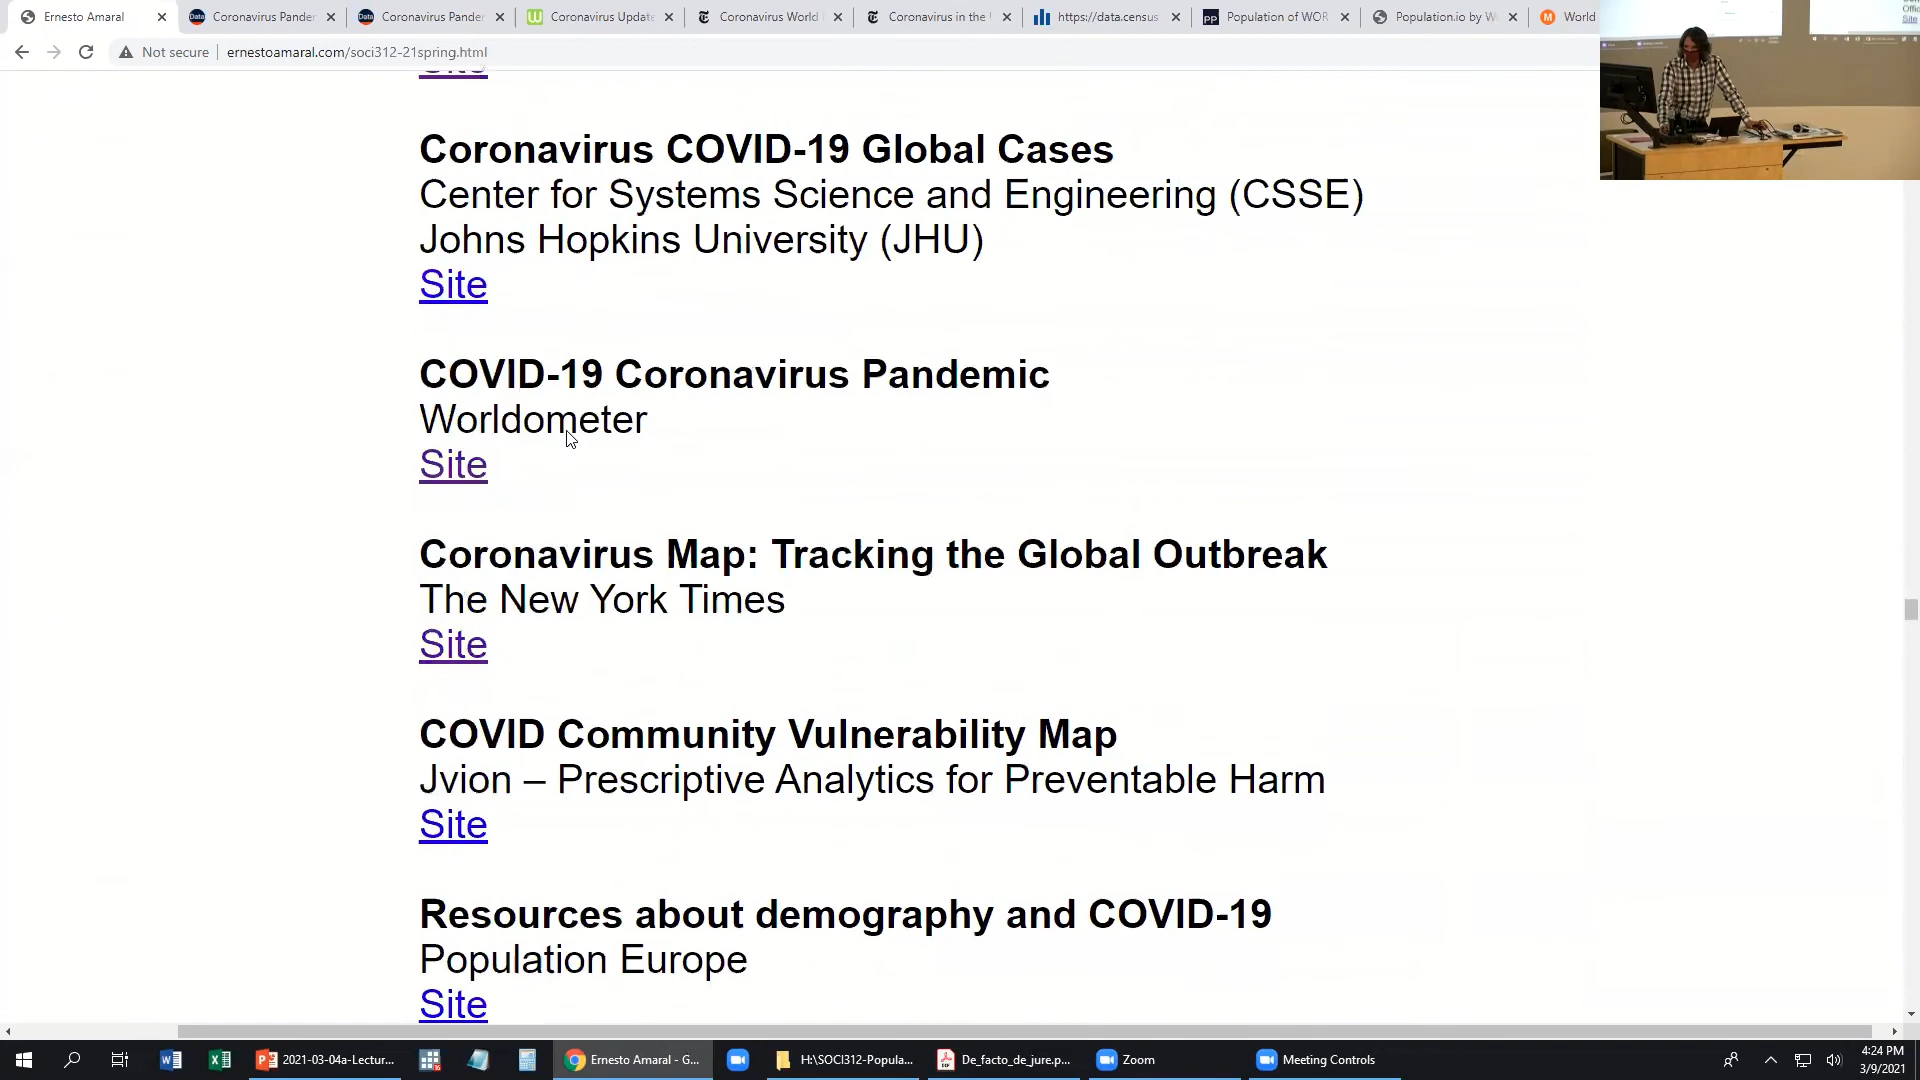 Ernesto Amaral
Coronavirus Pander
Coronavirus Pander
Coronavirus Update
Coronavirus World
Coronavirus in the
https://data.census
Population of WOR
Population.io by W
World
Not secure
ernestoamaral.com/soci312-21spring.html
Site
Coronavirus COVID-19 Global Cases
Center for Systems Science and Engineering (CSSE)
Johns Hopkins University (JHU)
Site
COVID-19 Coronavirus Pandemic
Worldometer
Site
Coronavirus Map: Tracking the Global Outbreak
The New York Times
Site
COVID Community Vulnerability Map
Jvion – Prescriptive Analytics for Preventable Harm
Site
Resources about demography and COVID-19
Population Europe
Site
2021-03-04a-Lectur...
Ernesto Amaral - G...
H:\SOCI312-Popula...
De_facto_de_jure.p...
Zoom
Meeting Controls
4:24 PM
3/9/2021